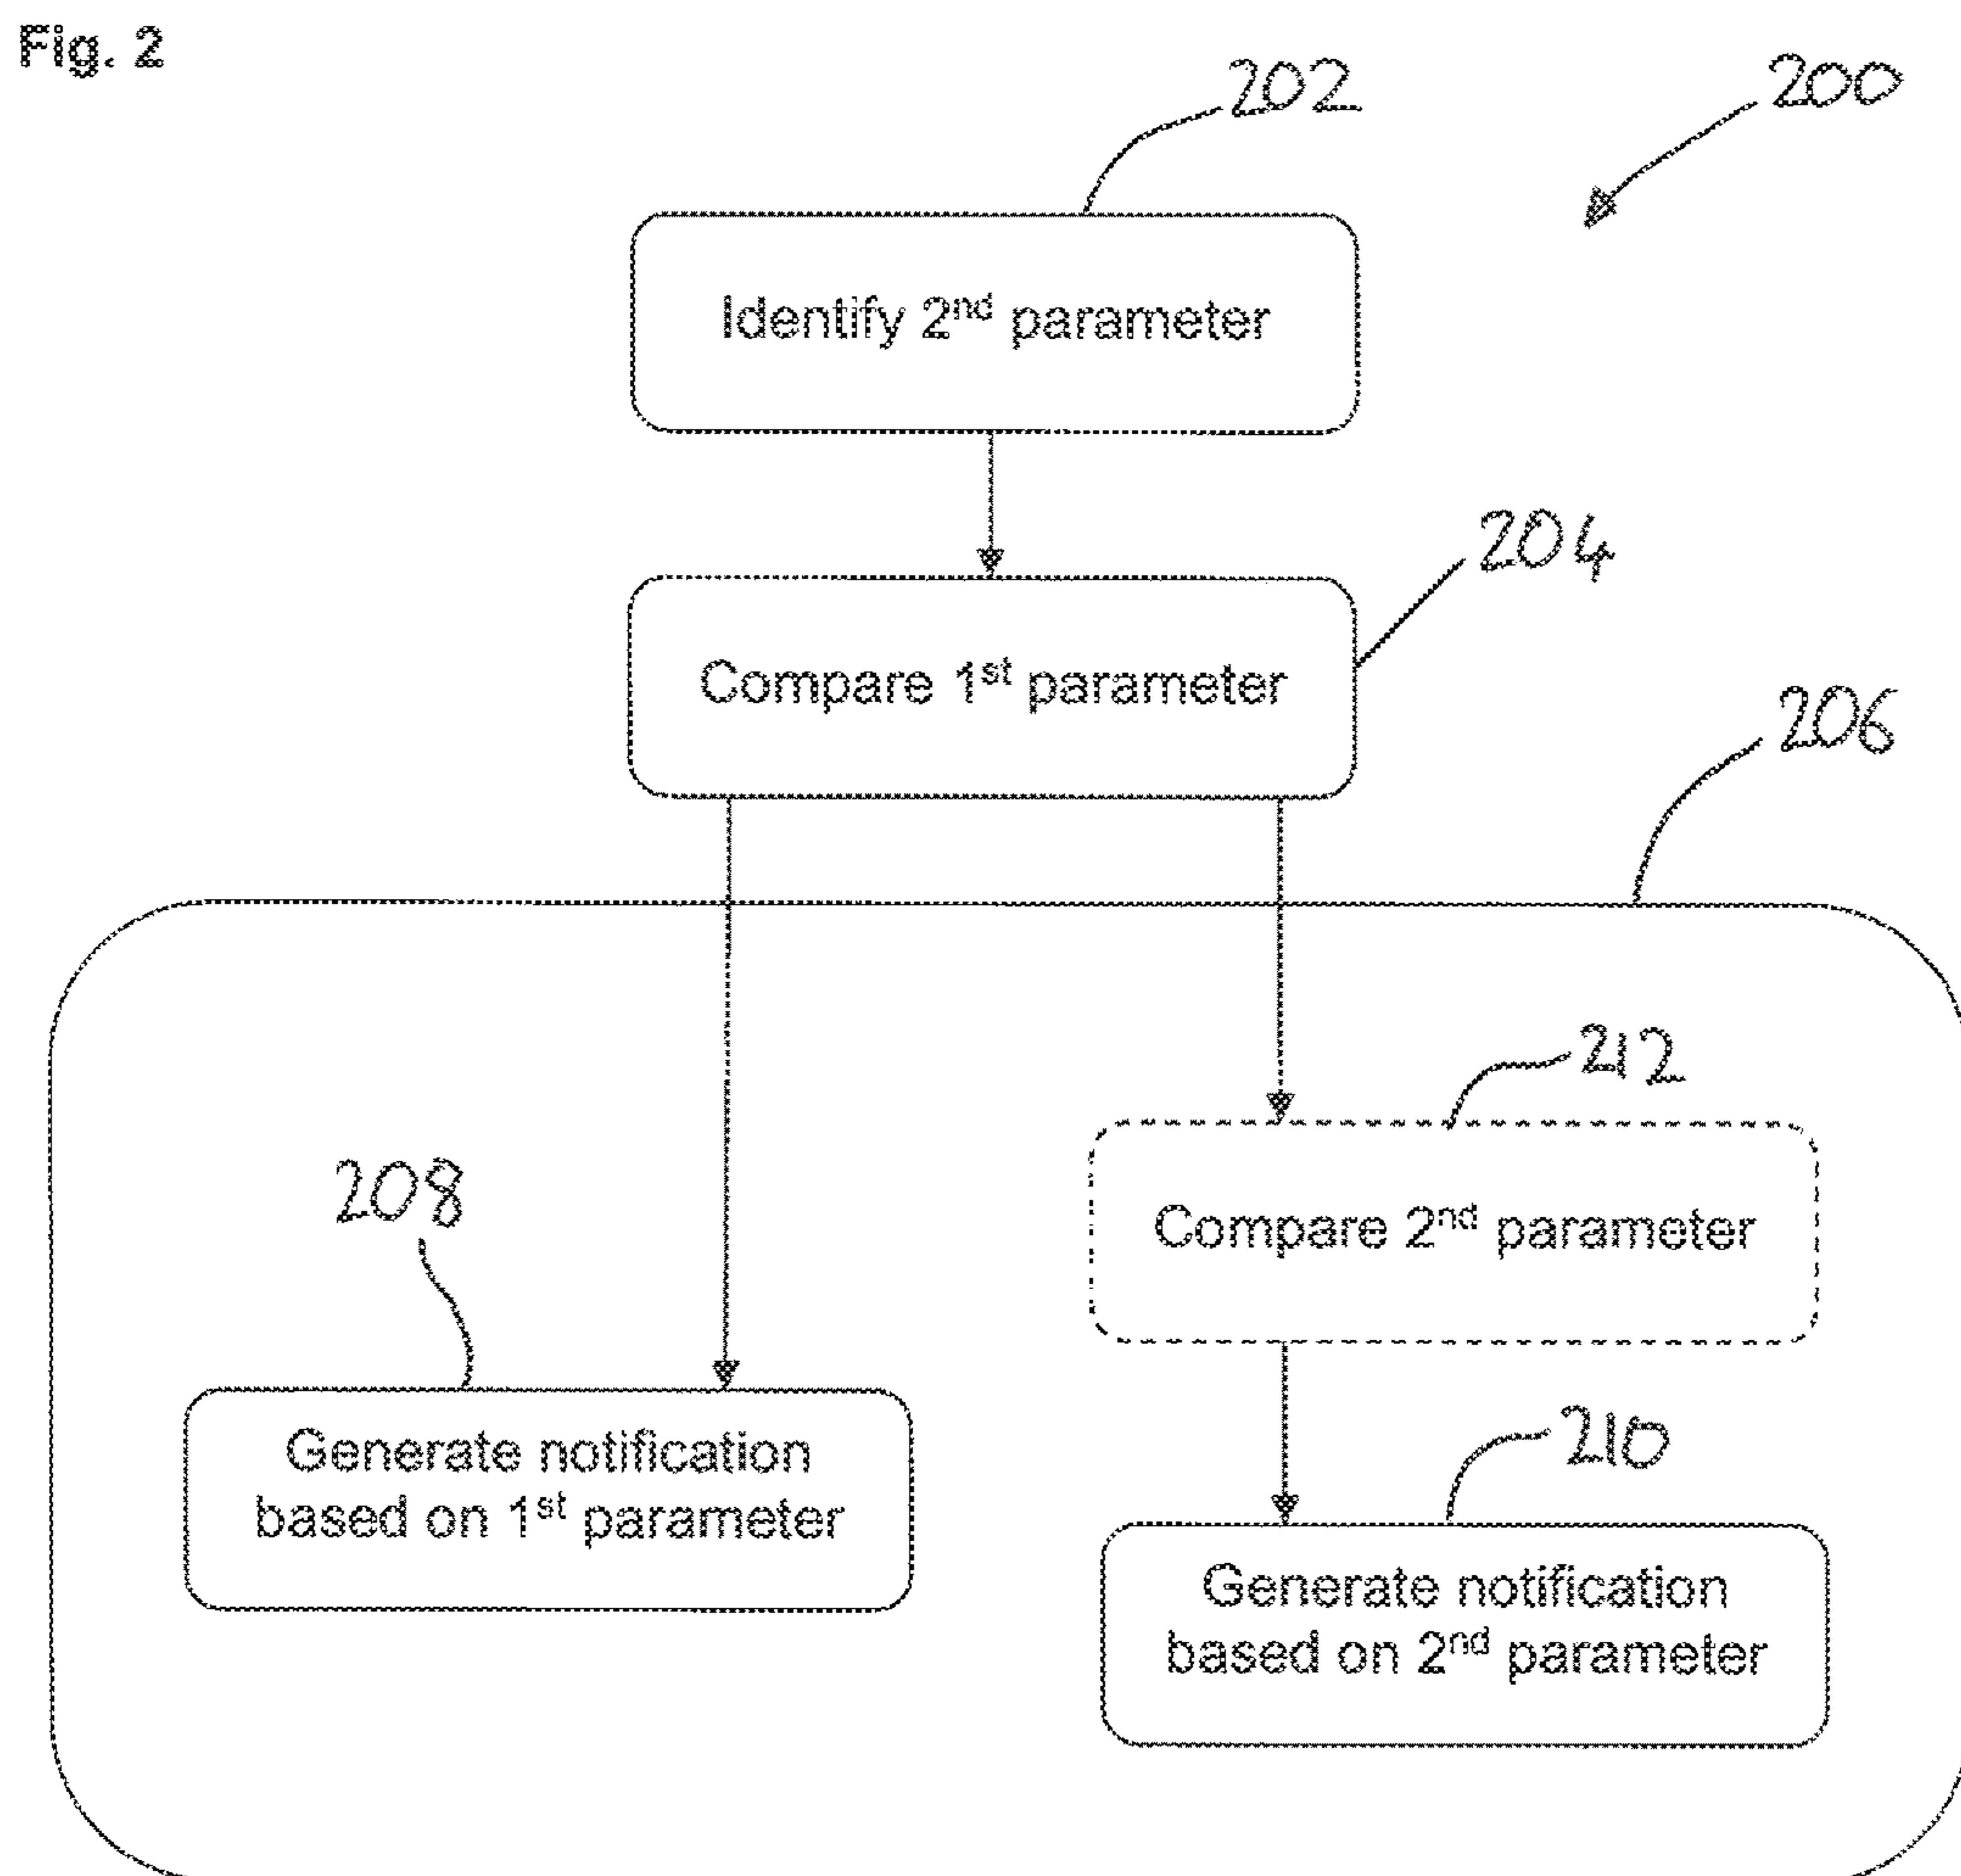 Fig. 2
202
200
Identify 2nd parameter
204
Compare 1st parameter
206
212
208
Compare 2nd parameter
Generate notification
based on 1st parameter
210
Generate notification
based on 2nd parameter